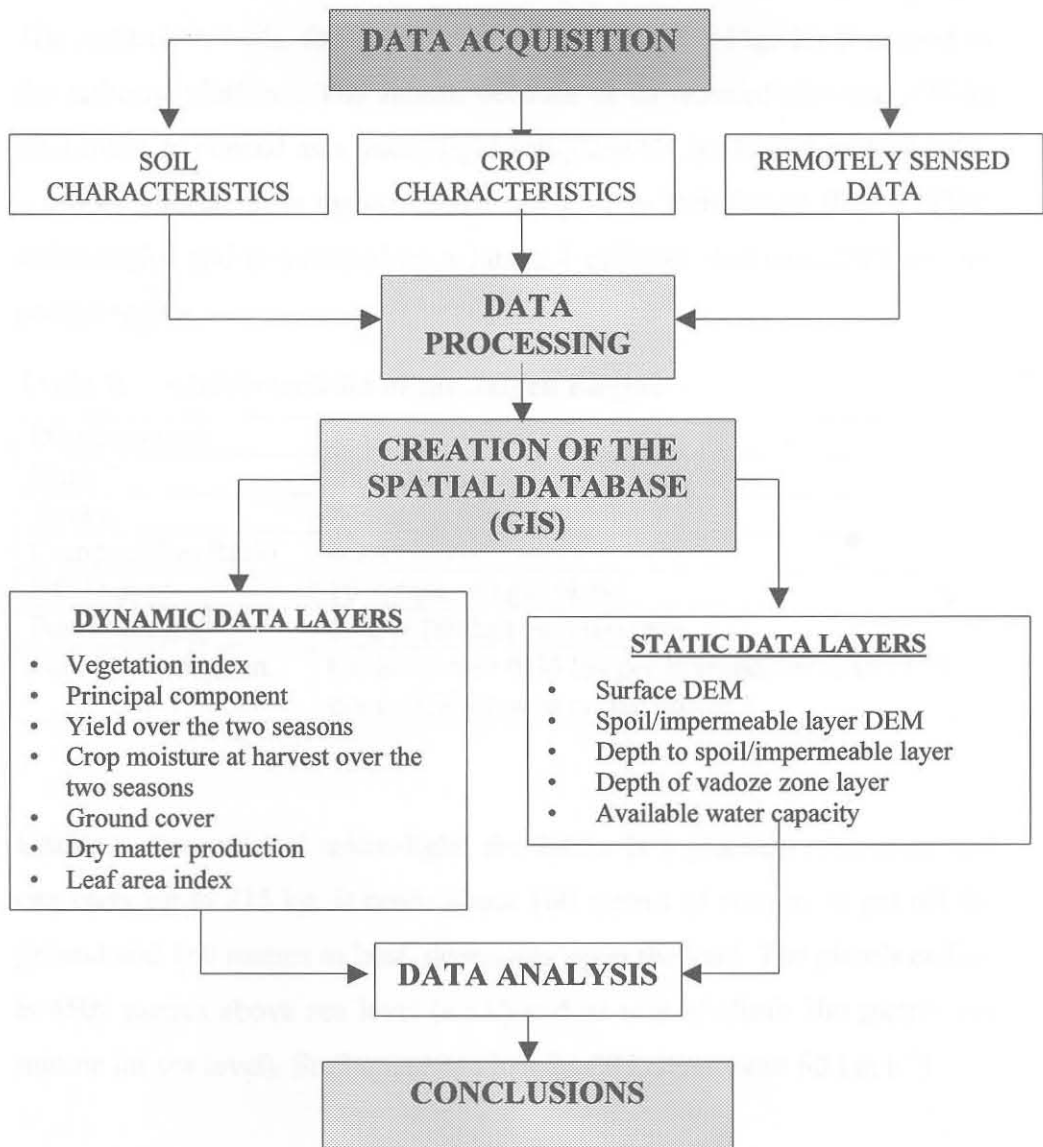 DATA ACQUISITION
SOIL
CHARACTERISTICS
CROP
CHARACTERISTICS
REMOTELY SENSED
DATA
DATA
PROCESSING
CREATION OF THE
SPATIAL DATABASE
(GIS)
DYNAMIC DATA LAYERS
• Vegetation index
• Principal component
• Yield over the two seasons
• Crop moisture at harvest over the
two seasons
• Ground cover
• Dry matter production
• Leaf area index
STATIC DATA LAYERS
• Surface DEM
• Spoil/impermeable layer DEM
• Depth to spoil/impermeable layer
• Depth of vadoze zone layer
• Available water capacity
DATA ANALYSIS
CONCLUSIONS